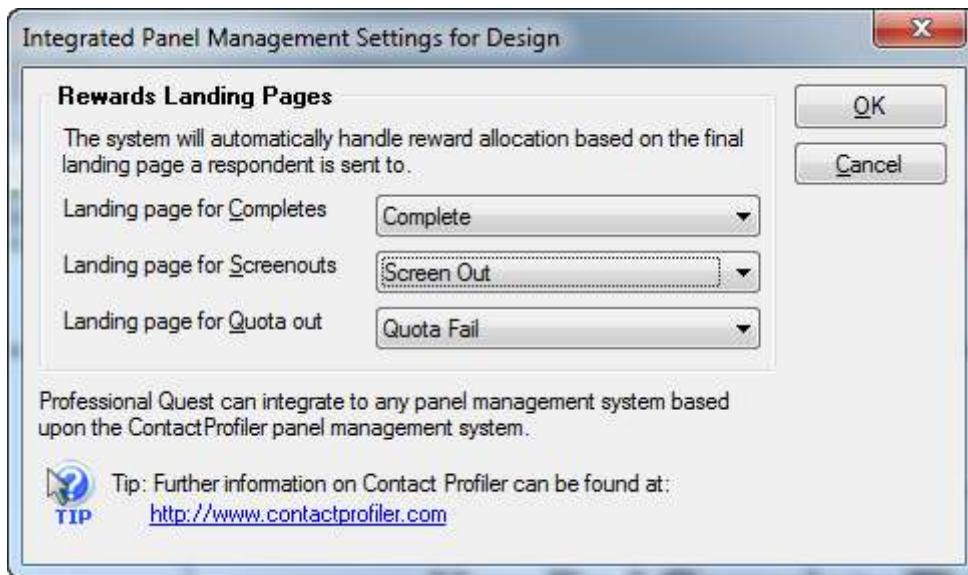 Integrated Panel Management Settings for Design
Rewards Landing Pages
The system will automatically handle reward allocation based on the final
landing page a respondent is sent to.
Landing page for Completes
Complete
Landing page for Screenouts
Screen Out
Landing page for Quota out
Quota Fail
OK
Cancel
Professional Quest can integrate to any panel management system based
upon the ContactProfiler panel management system.
TIP
Tip: Further information on Contact Profiler can be found at:
http://www.contactprofiler.com